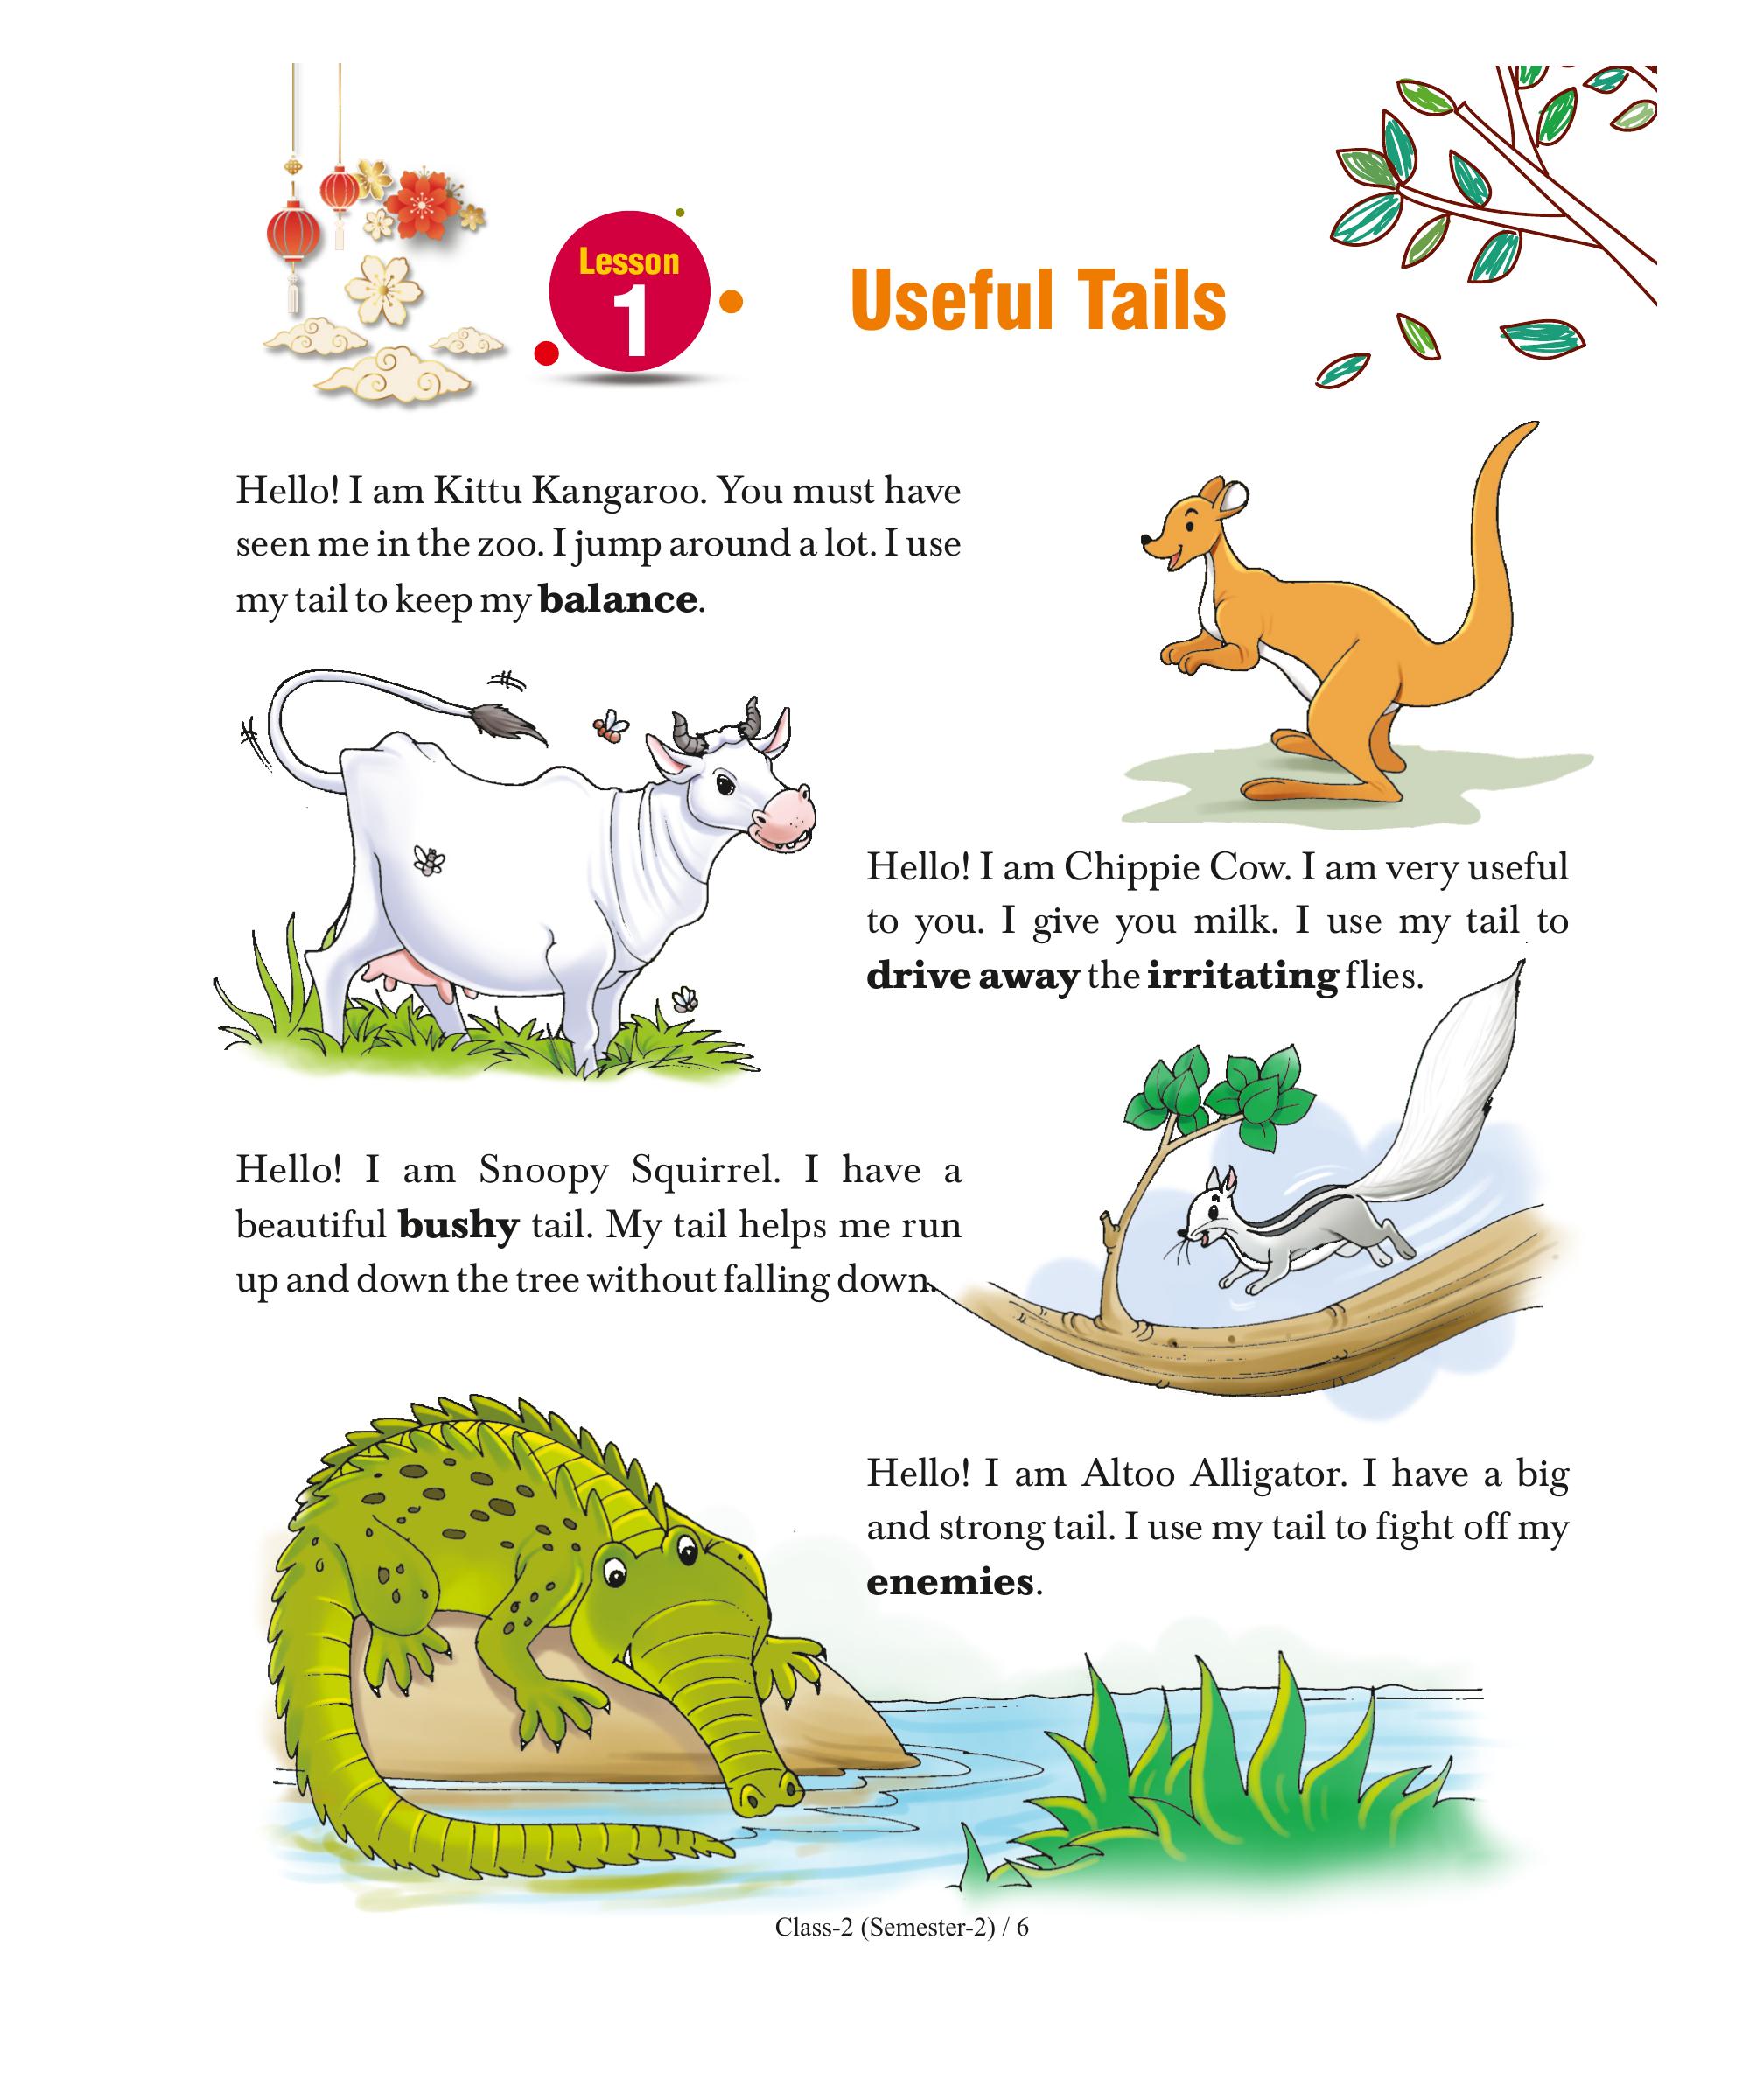 Lesson
1
Useful Tails
Hello! I am Kittu Kangaroo. You must have
seen me in the zoo. I jump around a lot. I use
my tail to keep my balance.
Hello! I am Chippie Cow. I am very useful
to you. I give you milk. I use my tail to
drive away the irritating flies.
Hello! I am Snoopy Squirrel. I have a
beautiful bushy tail. My tail helps me run
up and down the tree without falling down.
Hello! I am Altoo Alligator. I have a big
and strong tail. I use my tail to fight off my
enemies.
Class-2 (Semester-2) / 6